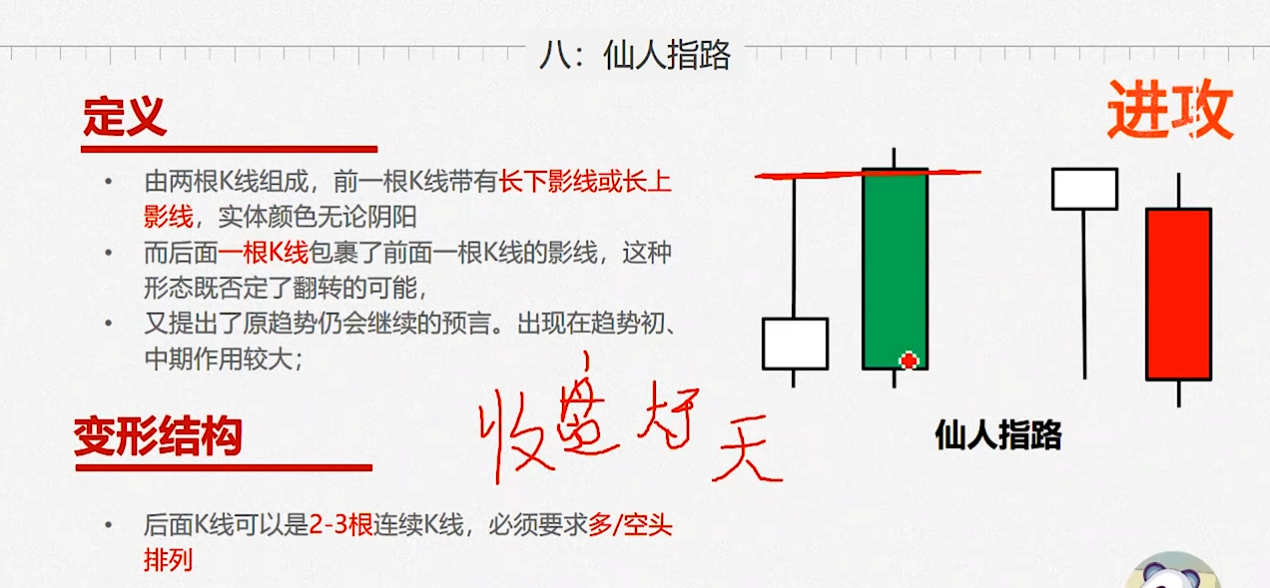 八：仙人指路
进攻
定义
• 由两根K线组成，前一根K线带有长下影线或长上
影线，实体颜色无论阴阳
• 而后面一根K线包裹了前面一根K线的影线，这种
形态既否定了翻转的可能，
• 又提出了原趋势仍会继续的预言。出现在趋势初、
中期作用较大；
收盘大于天
变形结构
仙人指路
• 后面K线可以是2-3根连续K线，必须要求多/空头
排列